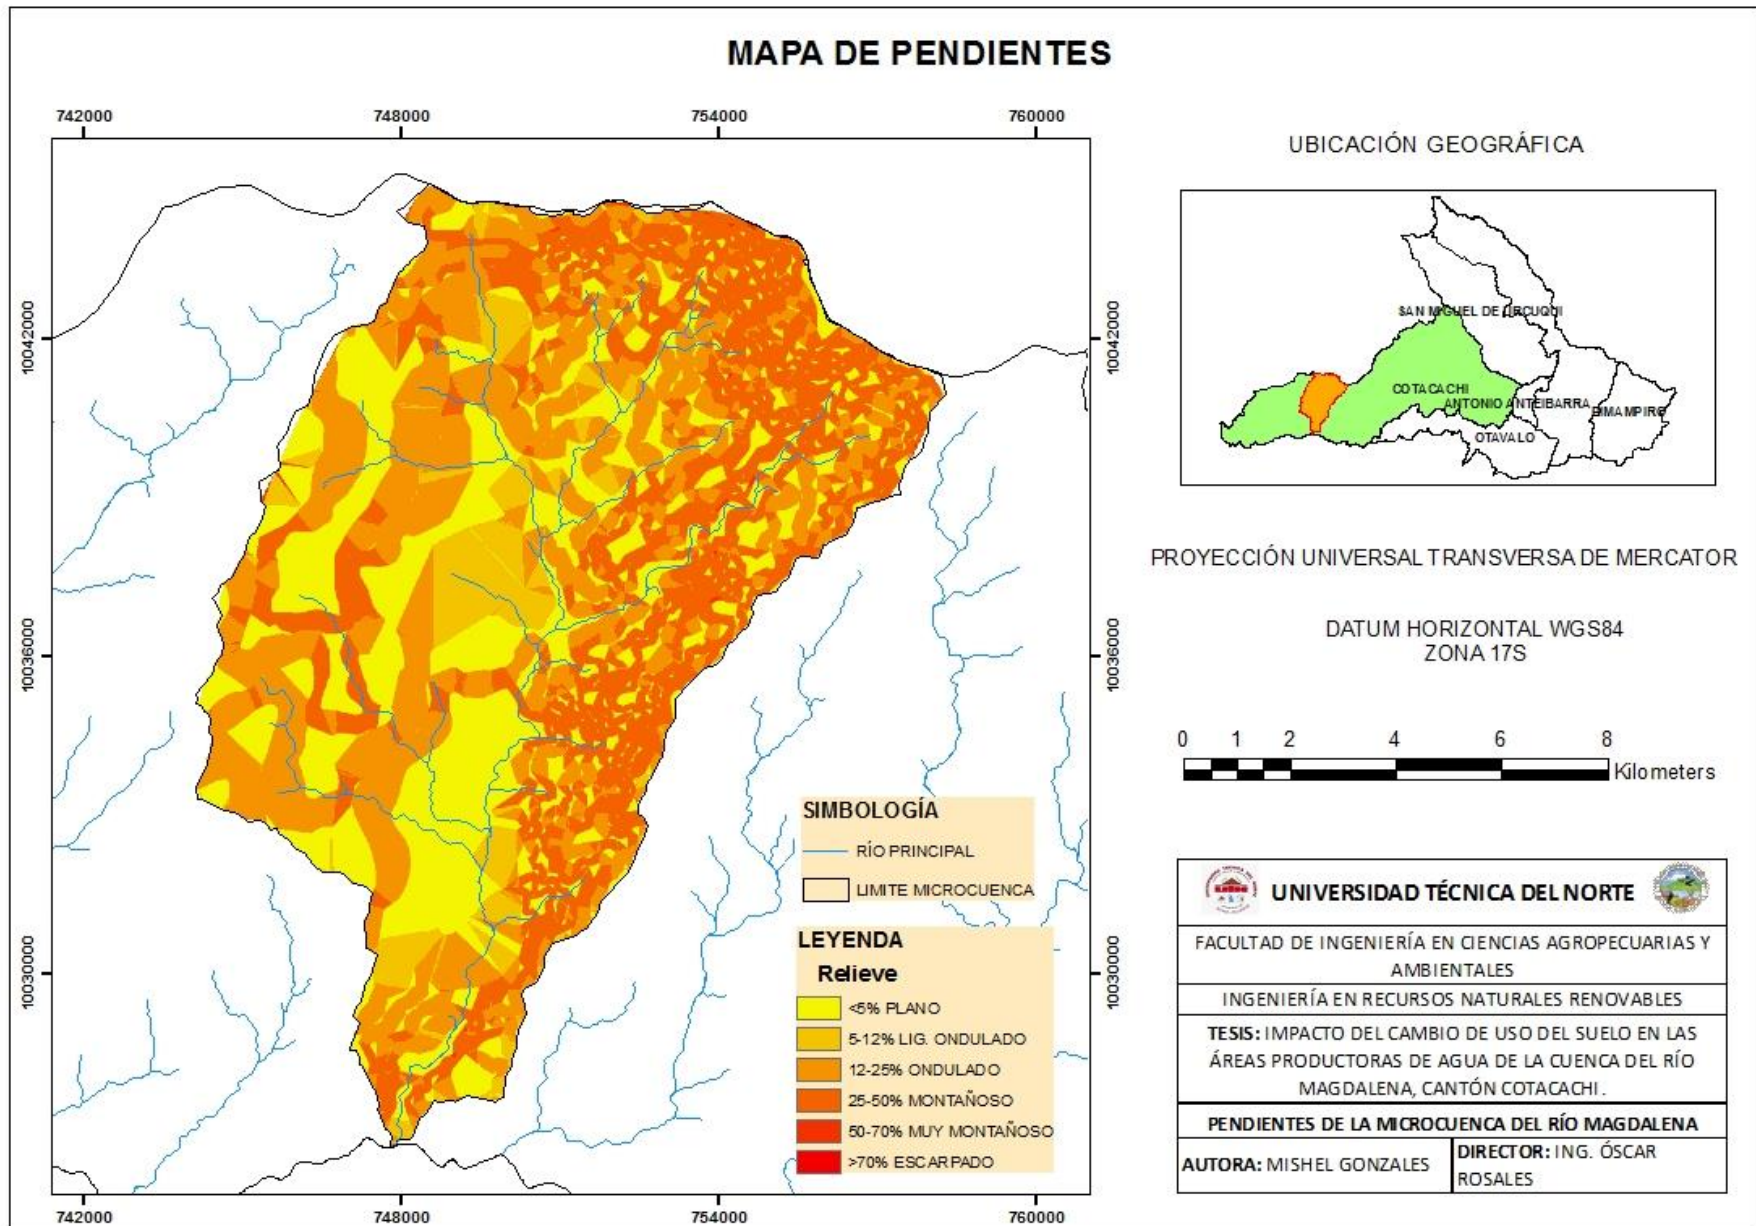 MAPA DE PENDIENTES
742000
748000
754000
760000
10042000
10036000
10030000
10042000
10036000
10030000
742000
748000
754000
760000
SIMBOLOGÍA
RÍO PRINCIPAL
LIMITE MICROCUENCA
LEYENDA
Relieve
<5% PLANO
5-12% LIG. ONDULADO
12-25% ONDULADO
25-50% MONTAÑOSO
50-70% MUY MONTAÑOSO
>70% ESCARPADO
UBICACIÓN GEOGRÁFICA
SAN MIGUEL DE URCUQUI
COTACACHI
ANTONIO ANTE
IBARRA
PIMAMPIRO
OTAVALO
PROYECCIÓN UNIVERSAL TRANSVERSA DE MERCATOR
DATUM HORIZONTAL WGS84
ZONA 17S
0 1 2 4 6 8
Kilometers
UNIVERSIDAD TÉCNICA DEL NORTE
FACULTAD DE INGENIERÍA EN CIENCIAS AGROPECUARIAS Y
AMBIENTALES
INGENIERÍA EN RECURSOS NATURALES RENOVABLES
TESIS: IMPACTO DEL CAMBIO DE USO DEL SUELO EN LAS
ÁREAS PRODUCTORAS DE AGUA DE LA CUENCA DEL RÍO
MAGDALENA, CANTÓN COTACACHI.
PENDIENTES DE LA MICROCUENCA DEL RÍO MAGDALENA
AUTORA: MISHEL GONZALES
DIRECTOR: ING. ÓSCAR
ROSALES